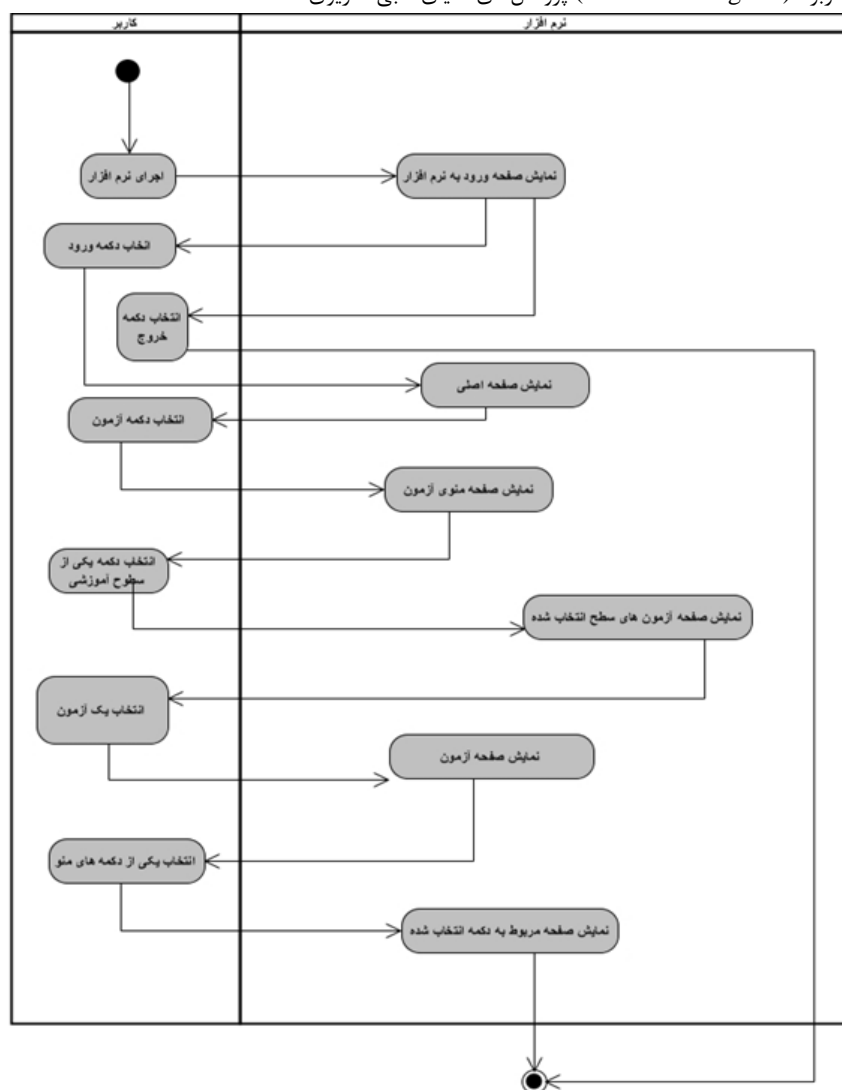 کاربر
نرم افزار
اجرای نرم افزار
نمایش صفحه ورود به نرم افزار
انخاب دکمه ورود
انتخاب دکمه
خروج
نمایش صفحه اصلی
انتخاب دکمه آزمون
نمایش صفحه منوی آزمون
انتخاب دکمه یکی از
سطوح آموزشی
نمایش صفحه آزمون های سطح انتخاب شده
انتخاب یک آزمون
نمایش صفحه آزمون
انتخاب یکی از دکمه های منو
نمایش صفحه مربوط به دکمه انتخاب شده